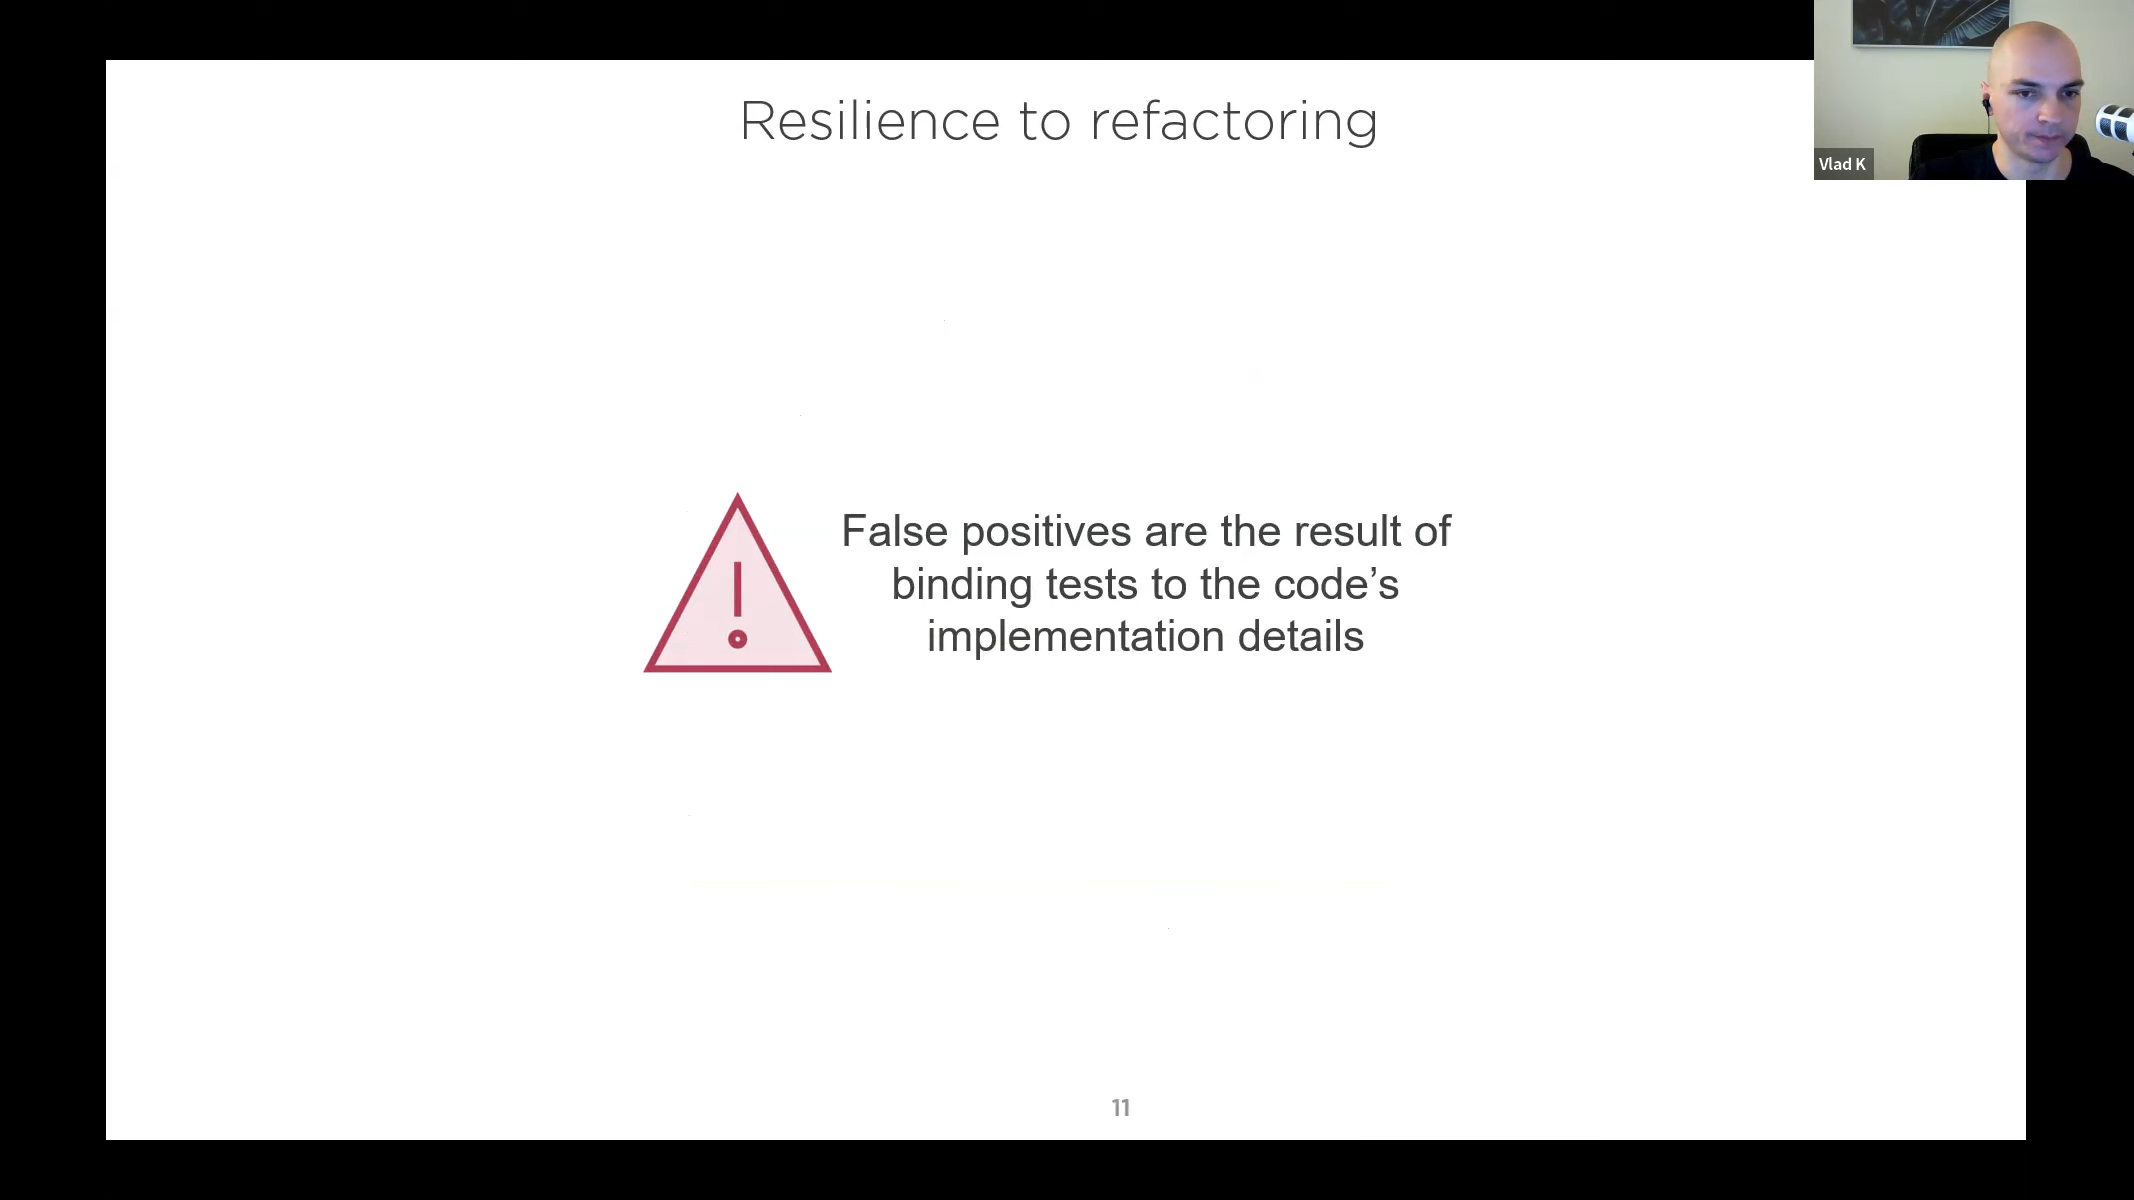 Resilience to refactoring
Vlad K
False positives are the result of
binding tests to the code’s
implementation details
11